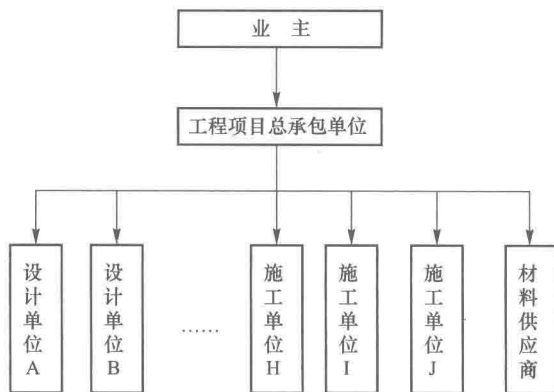 业 主
工程项目总承包单位
设计单位A
设计单位B
……
施工单位H
施工单位I
施工单位J
材料供应商